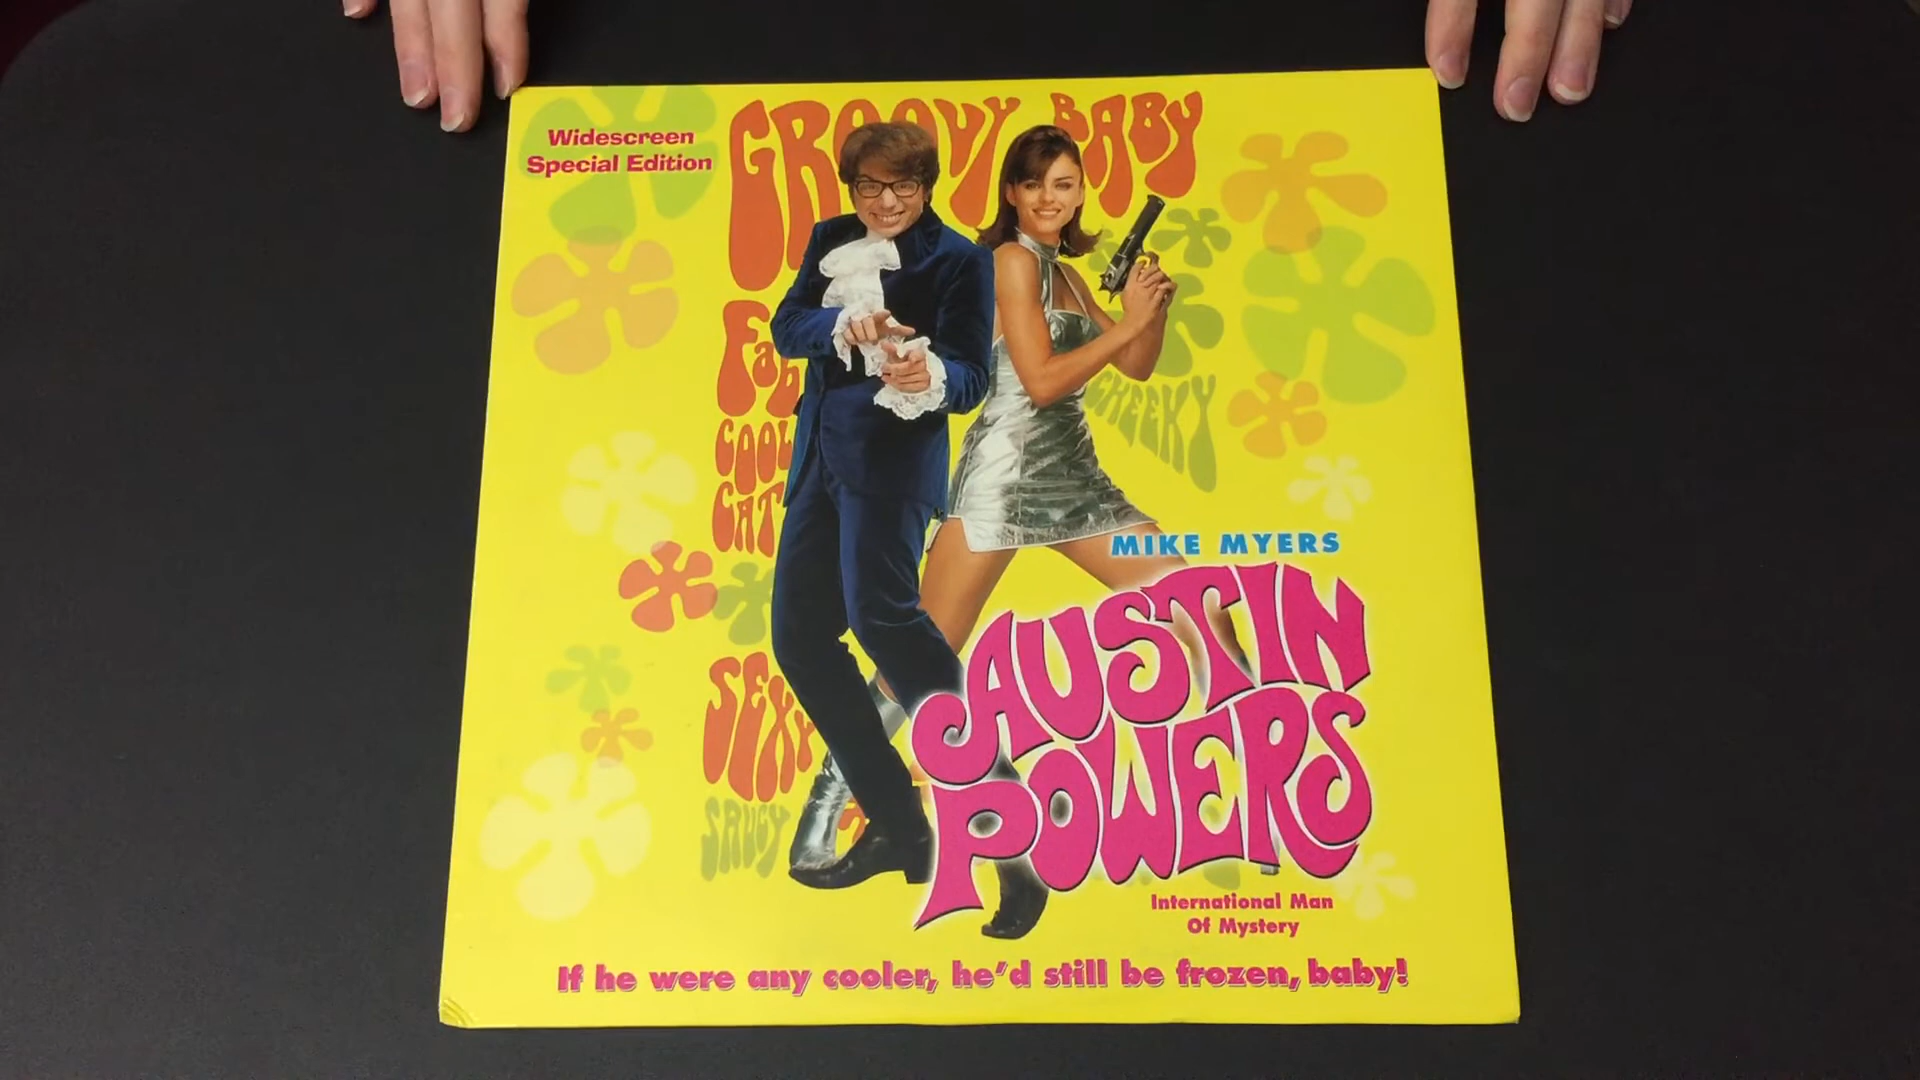 Widescreen
Special Edition
GROOVY BABY
Fab
COOL
CAT
CHEEKY
SEXY
SAUCY
MIKE MYERS
AUSTIN
POWERS
International Man
Of Mystery
If he were any cooler, he'd still be frozen, baby!